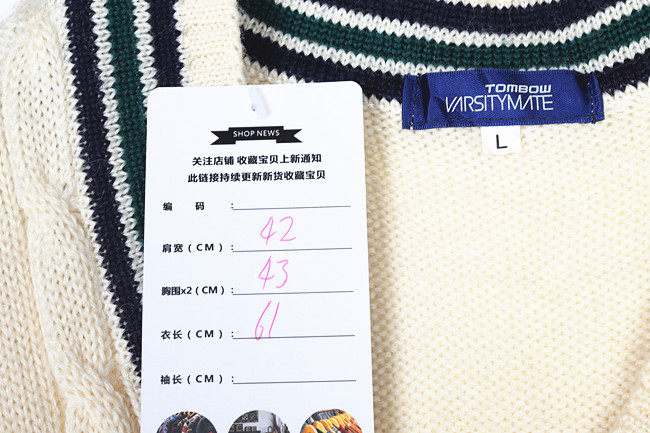 TOMBOW
VARSITYMATE
L
SHOP NEWS
关注店铺 收藏宝贝上新通知
此链接持续更新新货收藏宝贝
编 码 :
肩宽(CM) : 42
胸围x2(CM) : 43
衣长(CM) : 61
袖长(CM) :